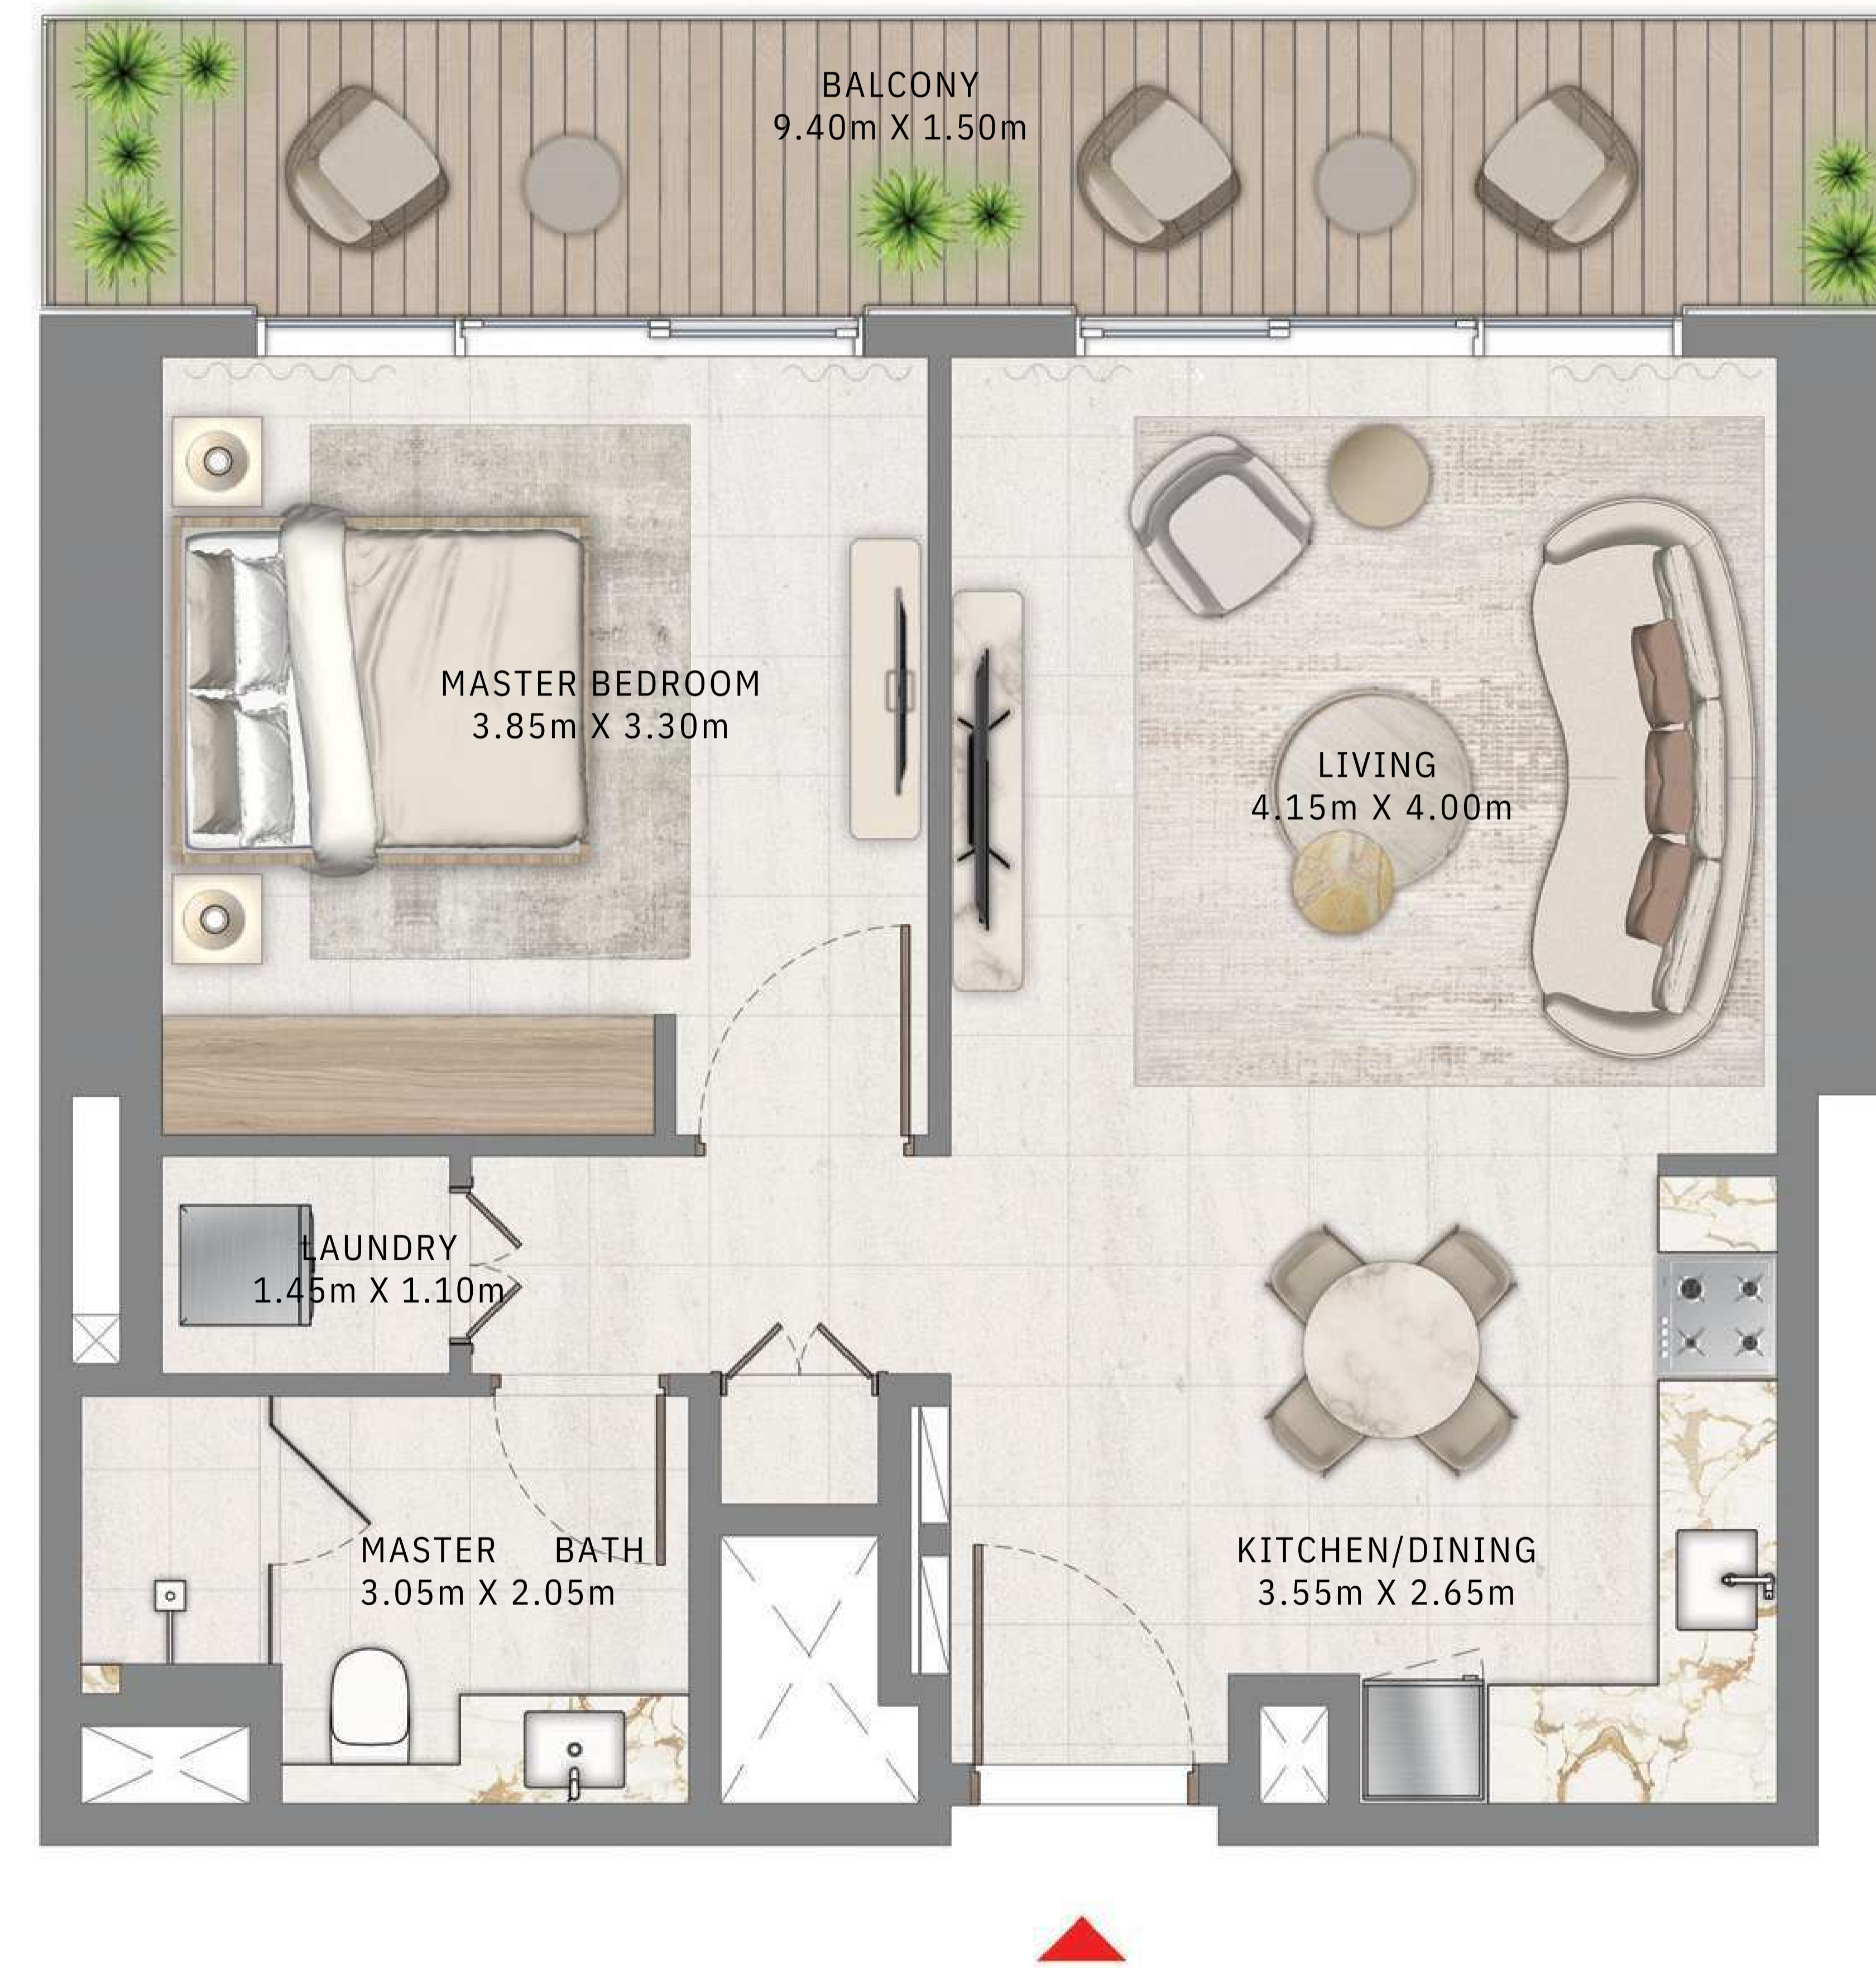 BALCONY
9.40m X 1.50m
MASTER BEDROOM
3.85m X 3.30m
LIVING
4.15m X 4.00m
LAUNDRY
1.45m X 1.10m
MASTER BATH
3.05m X 2.05m
KITCHEN/DINING
3.55m X 2.65m